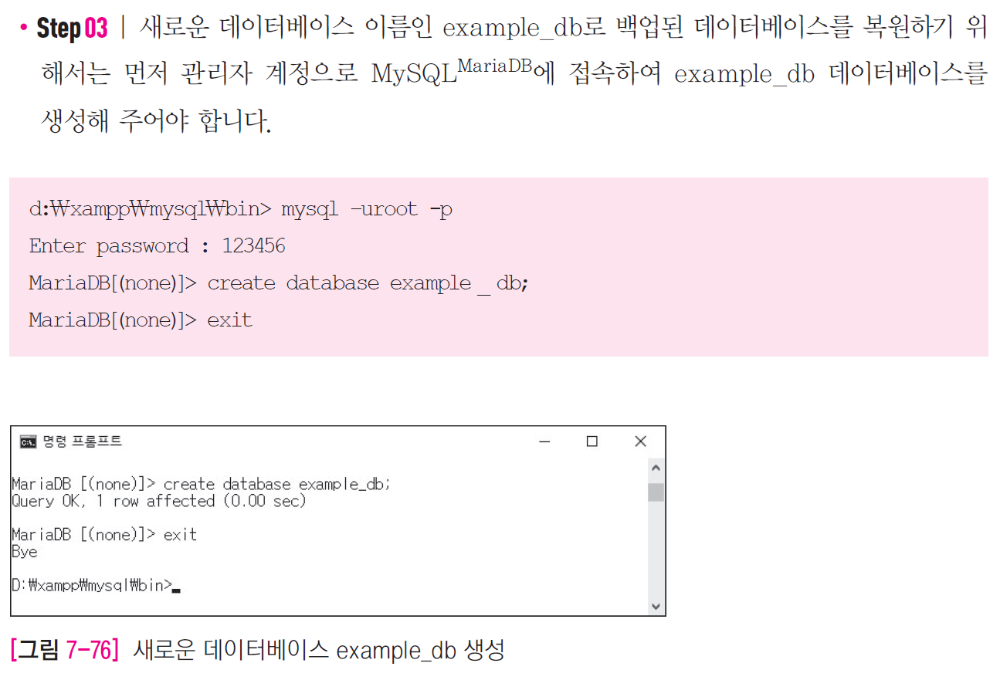 • Step 03 | 새로운 데이터베이스 이름인 example_db로 백업된 데이터베이스를 복원하기 위
해서는 먼저 관리자 계정으로 MySQL^MariaDB에 접속하여 example_db 데이터베이스를
생성해 주어야 합니다.
d:₩xampp₩mysql₩bin> mysql -uroot -p
Enter password : 123456
MariaDB[(none)]> create database example _ db;
MariaDB[(none)]> exit
명령 프롬프트
MariaDB [(none)]> create database example_db;
Query OK, 1 row affected (0.00 sec)
MariaDB [(none)]> exit
Bye
D:₩xampp₩mysql₩bin>
[그림 7-76] 새로운 데이터베이스 example_db 생성